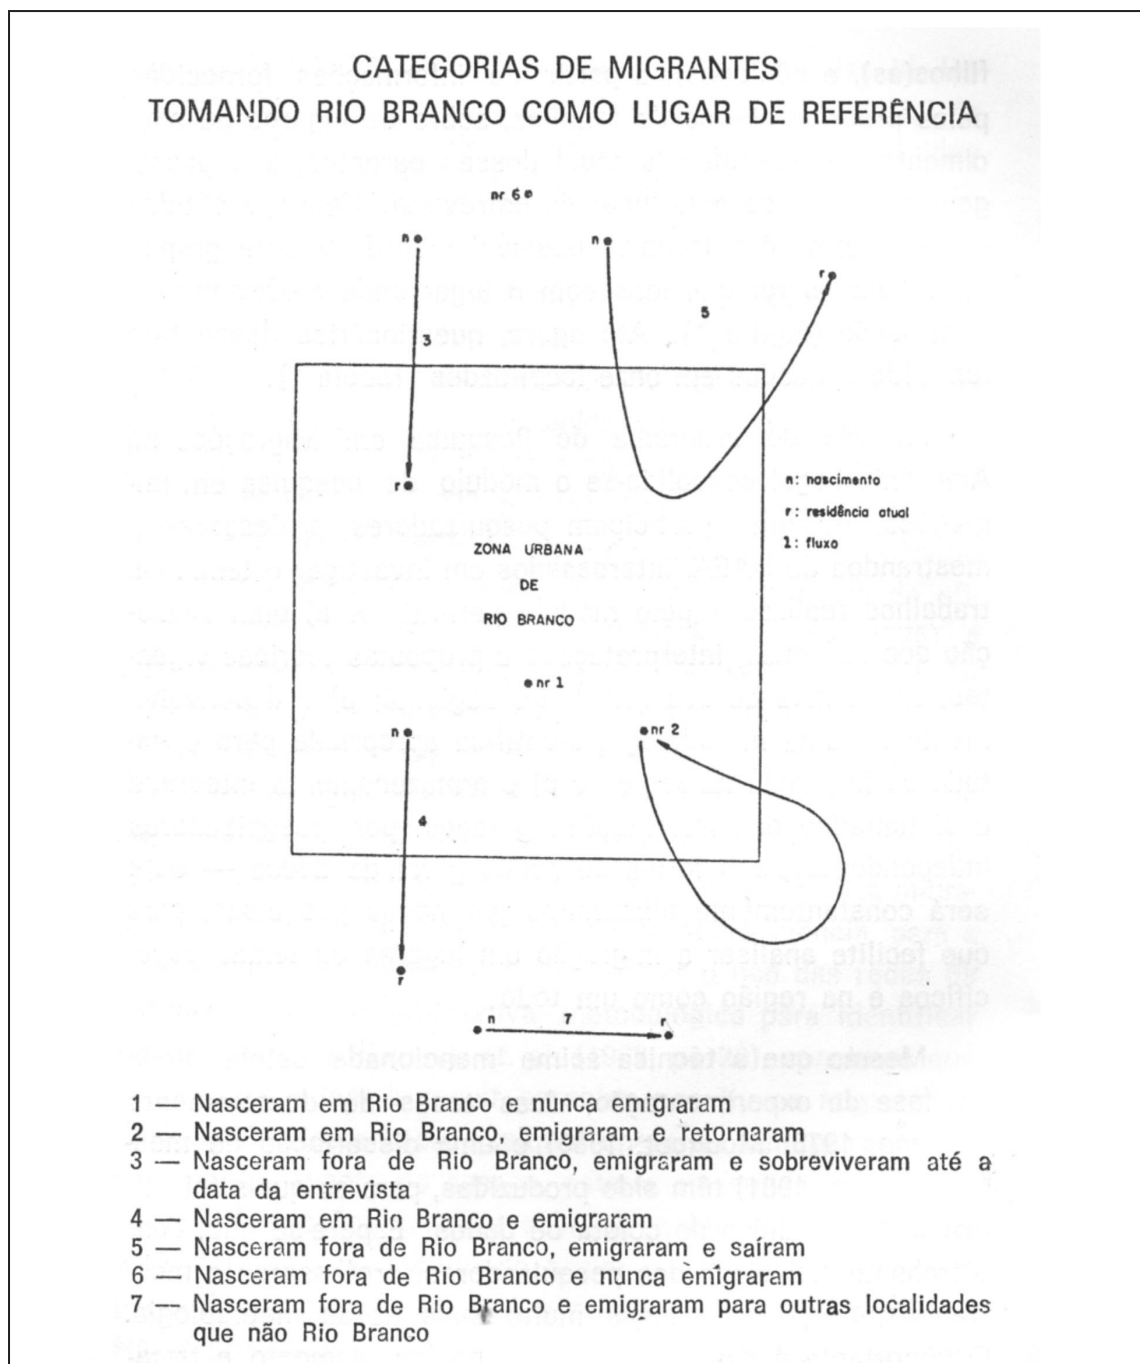 CATEGORIAS DE MIGRANTES
TOMANDO RIO BRANCO COMO LUGAR DE REFERÊNCIA
nr 6
n
n
r
5
3
r
n: nascimento
r: residência atual
1: fluxo
ZONA URBANA
DE
RIO BRANCO
nr 1
n
nr 2
4
r
n 7 r
1 — Nasceram em Rio Branco e nunca emigraram
2 — Nasceram em Rio Branco, emigraram e retornaram
3 — Nasceram fora de Rio Branco, emigraram e sobreviveram até a
data da entrevista
4 — Nasceram em Rio Branco e emigraram
5 — Nasceram fora de Rio Branco, emigraram e saíram
6 — Nasceram fora de Rio Branco e nunca emigraram
7 — Nasceram fora de Rio Branco e emigraram para outras localidades
que não Rio Branco